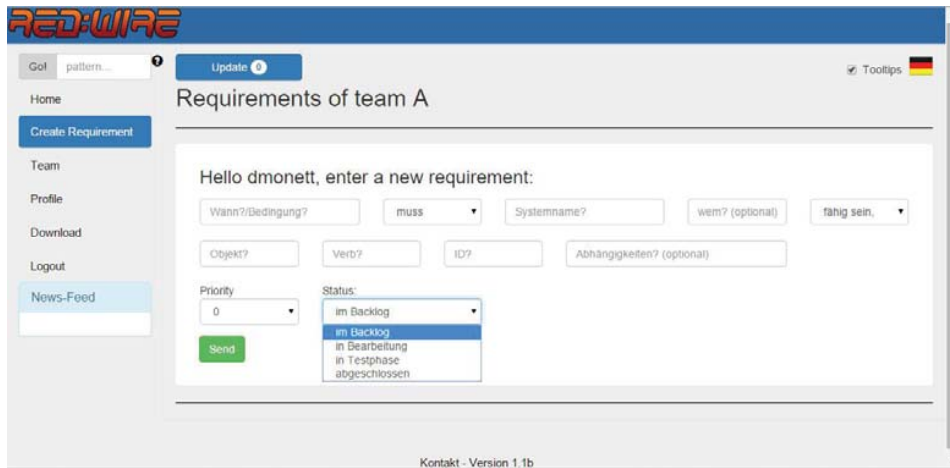 RED:WIRE
Go! pattern...
Update 0
Tooltips
Home
Create Requirement
Team
Profile
Download
Logout
News-Feed
Requirements of team A
Hello dmonett, enter a new requirement:
Wann?/Bedingung? muss Systemname? wem? (optional) fähig sein,
Objekt? Verb? ID? Abhängigkeiten? (optional)
Priority Status:
0 im Backlog
im Backlog
in Bearbeitung
in Testphase
abgeschlossen
Send
Kontakt - Version 1.1b